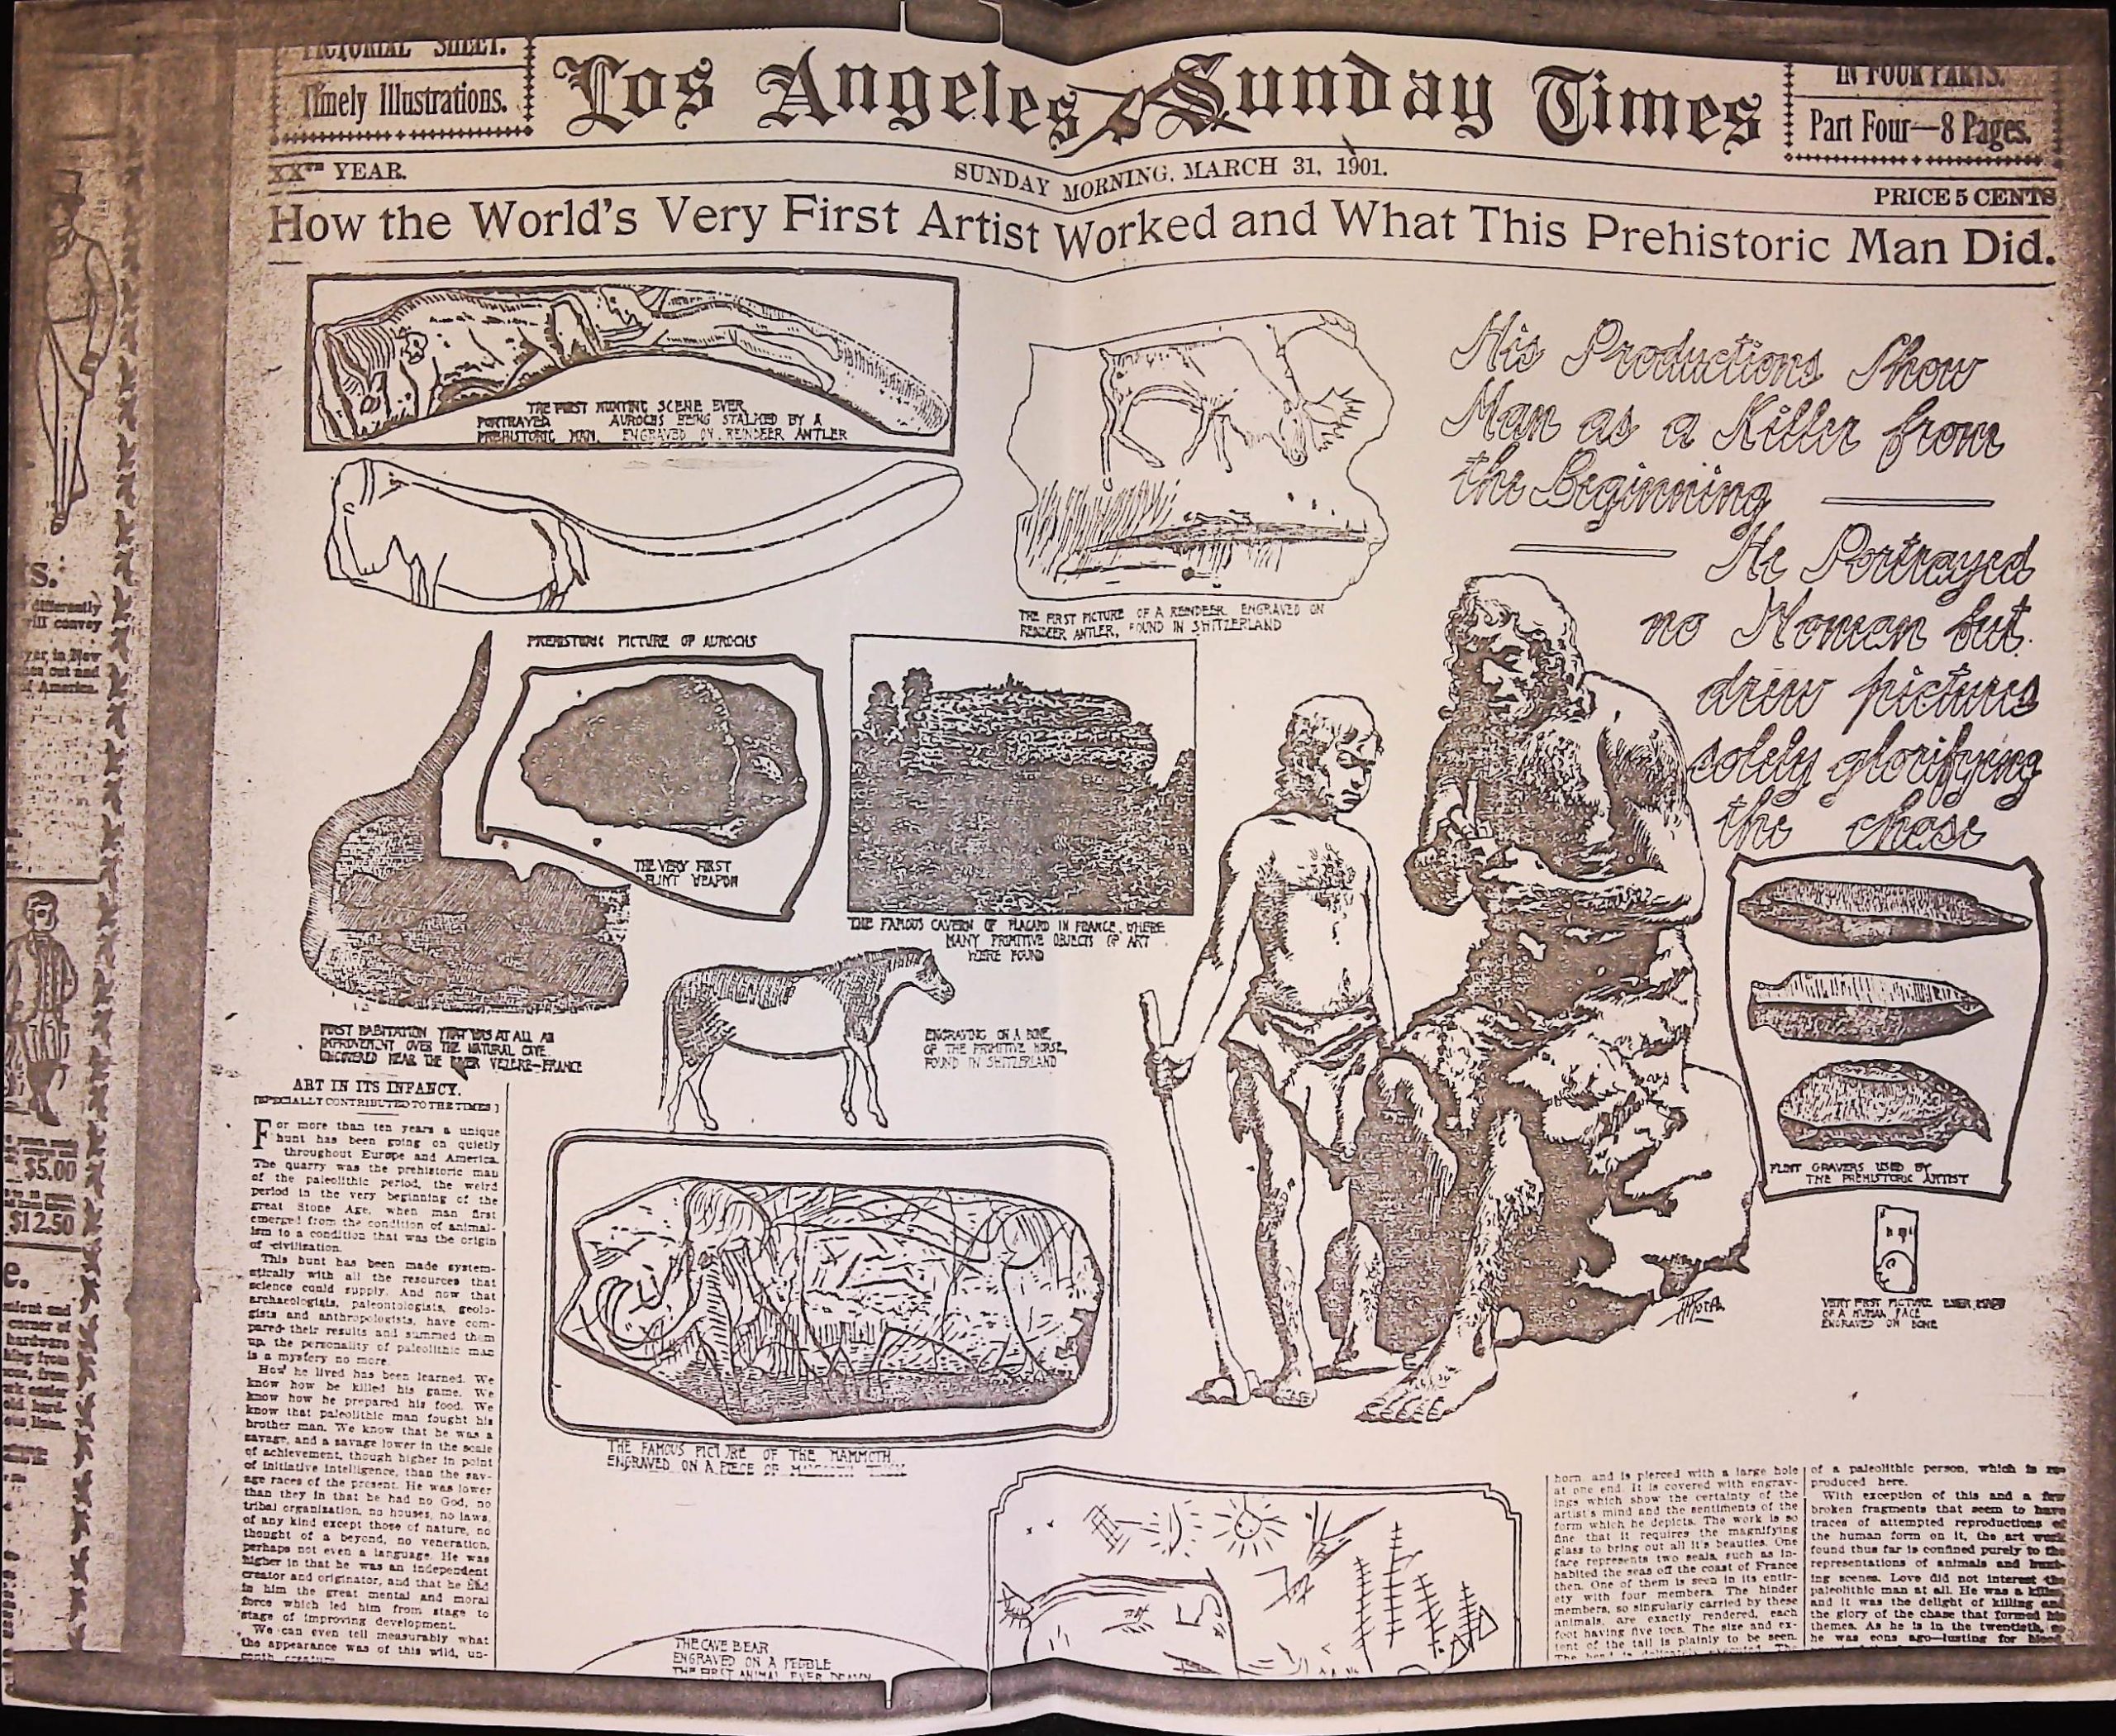 PICTORIAL SHEET.
Timely Illustrations.
Los Angeles Sunday Times
IN FOUR PARTS.
Part Four—8 Pages.
XXTH YEAR.
SUNDAY MORNING, MARCH 31, 1901.
PRICE 5 CENTS
How the World's Very First Artist Worked and What This Prehistoric Man Did.
THE FIRST HUNTING SCENE EVER
PORTRAYED AUROCHS BEING STALKED BY A
PREHISTORIC MAN. ENGRAVED ON REINDEER ANTLER
His Productions Show
Man as a Killer from
the Beginning
He Portrayed
no Woman but
drew pictures
solely glorifying
the chase
THE FIRST PICTURE OF A REINDEER ENGRAVED ON
REINDEER ANTLER, FOUND IN SWITZERLAND
PREHISTORIC PICTURE OF AUROCHS
THE VERY FIRST
FLINT WEAPON
THE FAMOUS CAVERN OF PLACARD IN FRANCE, WHERE
MANY PRIMITIVE OBJECTS OF ART
WERE FOUND
FIRST HABITATION THAT WAS AT ALL AN
IMPROVEMENT OVER THE NATURAL CAVE
UNCOVERED NEAR THE RIVER VEZERE—FRANCE
ENGRAVING ON A BONE,
OF THE PRIMITIVE HORSE,
FOUND IN SWITZERLAND
FLINT GRAVERS USED BY
THE PREHISTORIC ARTIST
VERY FIRST PICTURE EVER MADE
OF A HUMAN FACE
ENGRAVED ON BONE
THE FAMOUS PICTURE OF THE MAMMOTH
ENGRAVED ON A PIECE OF MAMMOTH TUSK
THE CAVE BEAR
ENGRAVED ON A PEBBLE
THE FIRST ANIMAL EVER DRAWN
ART IN ITS INFANCY.
[SPECIALLY CONTRIBUTED TO THE TIMES]
For more than ten years a unique
hunt has been going on quietly
throughout Europe and America.
The quarry was the prehistoric man
of the paleolithic period, the weird
period in the very beginning of the
great Stone Age, when man first
emerged from the condition of animal-
ism to a condition that was the origin
of civilization.
This hunt has been made system-
atically with all the resources that
science could supply. And now that
archaeologists, paleontologists, geolo-
gists and anthropologists, have com-
pared their results and summed them
up, the personality of paleolithic man
is a mystery no more.
How he lived has been learned. We
know how he killed his game. We
know how he prepared his food. We
know that paleolithic man fought his
brother man. We know that he was a
savage, and a savage lower in the scale
of achievement, though higher in point
of initiative intelligence, than the sav-
age races of the present. He was lower
than they in that he had no God, no
tribal organization, no houses, no laws,
of any kind except those of nature, no
thought of a beyond, no veneration,
perhaps not even a language. He was
higher in that he was an independent
creator and originator, and that he had
in him the great mental and moral
force which led him from stage to
stage of improving development.
We can even tell measurably what
the appearance was of this wild, un-
couth creature
horn and is pierced with a large hole
at one end. It is covered with engrav-
ings which show the certainty of the
artist's mind and the sentiments of the
form which he depicts. The work is so
fine that it requires the magnifying
glass to bring out all it's beauties. One
face represents two seals, such as in-
habited the seas off the coast of France
then. One of them is seen in its entir-
ety with four members. The hinder
members, so singularly carried by these
animals, are exactly rendered, each
foot having five toes. The size and ex-
tent of the tail is plainly to be seen.
of a paleolithic person, which is re-
produced here.
With exception of this and a few
broken fragments that seem to have
traces of attempted reproductions of
the human form on it, the art work
found thus far is confined purely to the
representations of animals and hunt-
ing scenes. Love did not interest the
paleolithic man at all. He was a killer
and it was the delight of killing and
the glory of the chase that formed his
themes. As he is in the twentieth, so
he was eons ago—lusting for blood.
S.
differently
will convey
of America.
$5.00
$12.50
e.
corner of
hardware